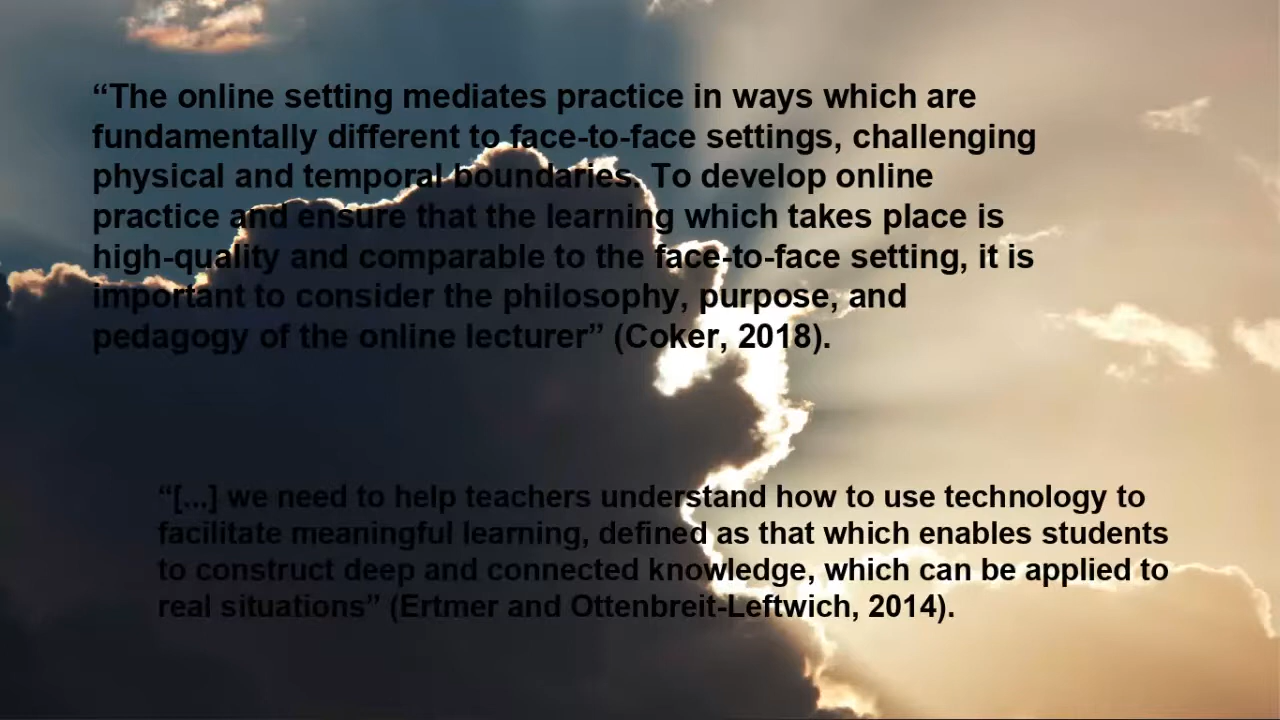 “The online setting mediates practice in ways which are
fundamentally different to face-to-face settings, challenging
physical and temporal boundaries. To develop online
practice and ensure that the learning which takes place is
high-quality and comparable to the face-to-face setting, it is
important to consider the philosophy, purpose, and
pedagogy of the online lecturer” (Coker, 2018).
“[...] we need to help teachers understand how to use technology to
facilitate meaningful learning, defined as that which enables students
to construct deep and connected knowledge, which can be applied to
real situations” (Ertmer and Ottenbreit-Leftwich, 2014).